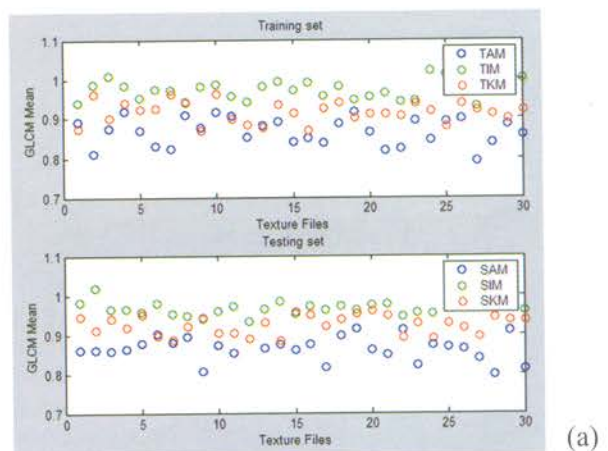 Training set
1.1
1
0.9
0.8
0.7
GLCM Mean
TAM
TIM
TKM
0 5 10 15 20 25 30
Texture Files
Testing set
1.1
1
0.9
0.8
0.7
GLCM Mean
SAM
SIM
SKM
0 5 10 15 20 25 30
Texture Files
(a)